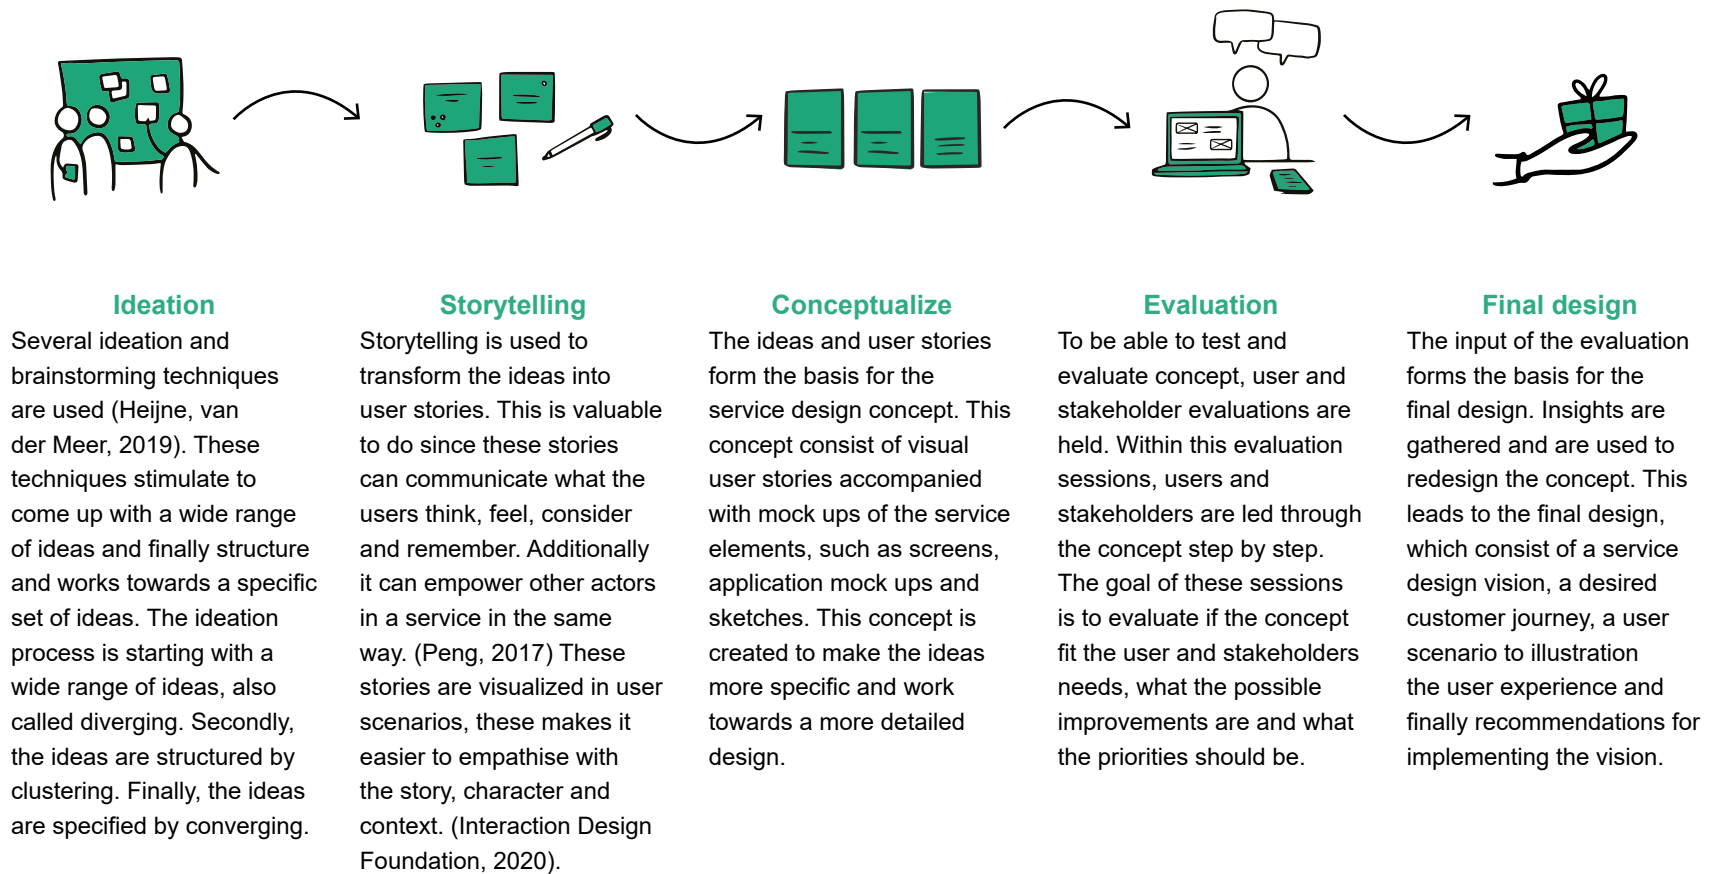 Ideation
Several ideation and
brainstorming techniques
are used (Heijne, van
der Meer, 2019). These
techniques stimulate to
come up with a wide range
of ideas and finally structure
and works towards a specific
set of ideas. The ideation
process is starting with a
wide range of ideas, also
called diverging. Secondly,
the ideas are structured by
clustering. Finally, the ideas
are specified by converging.
Storytelling
Storytelling is used to
transform the ideas into
user stories. This is valuable
to do since these stories
can communicate what the
users think, feel, consider
and remember. Additionally
it can empower other actors
in a service in the same
way. (Peng, 2017) These
stories are visualized in user
scenarios, these makes it
easier to empathise with
the story, character and
context. (Interaction Design
Foundation, 2020).
Conceptualize
The ideas and user stories
form the basis for the
service design concept. This
concept consist of visual
user stories accompanied
with mock ups of the service
elements, such as screens,
application mock ups and
sketches. This concept is
created to make the ideas
more specific and work
towards a more detailed
design.
Evaluation
To be able to test and
evaluate concept, user and
stakeholder evaluations are
held. Within this evaluation
sessions, users and
stakeholders are led through
the concept step by step.
The goal of these sessions
is to evaluate if the concept
fit the user and stakeholders
needs, what the possible
improvements are and what
the priorities should be.
Final design
The input of the evaluation
forms the basis for the
final design. Insights are
gathered and are used to
redesign the concept. This
leads to the final design,
which consist of a service
design vision, a desired
customer journey, a user
scenario to illustration
the user experience and
finally recommendations for
implementing the vision.